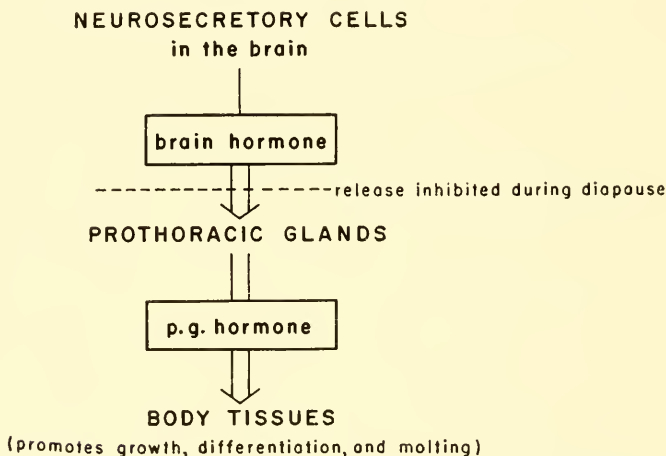 NEUROSECRETORY CELLS
in the brain
brain hormone
release inhibited during diapause
PROTHORACIC GLANDS
p.g. hormone
BODY TISSUES
(promotes growth, differentiation, and molting)